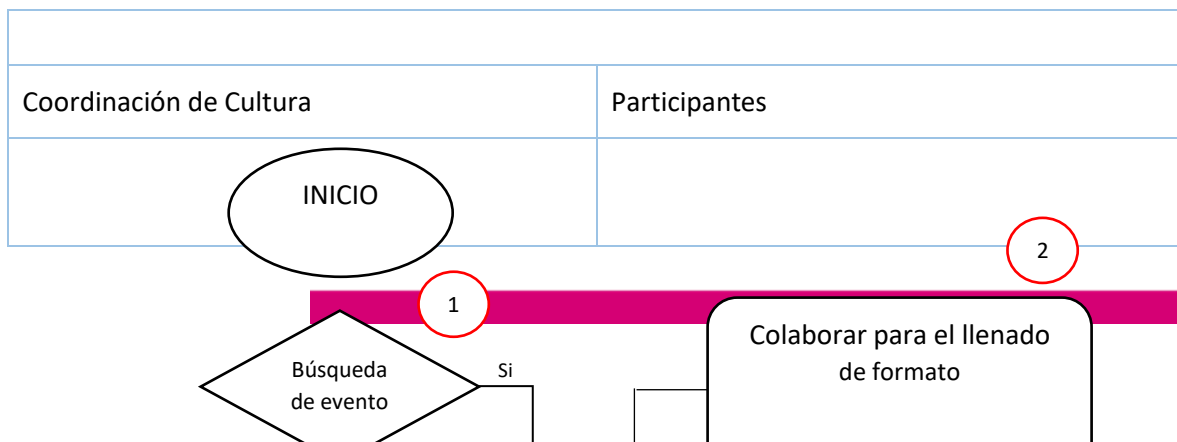 Coordinación de Cultura
Participantes
INICIO
2
1
Colaborar para el llenado
de formato
Búsqueda
de evento
Si